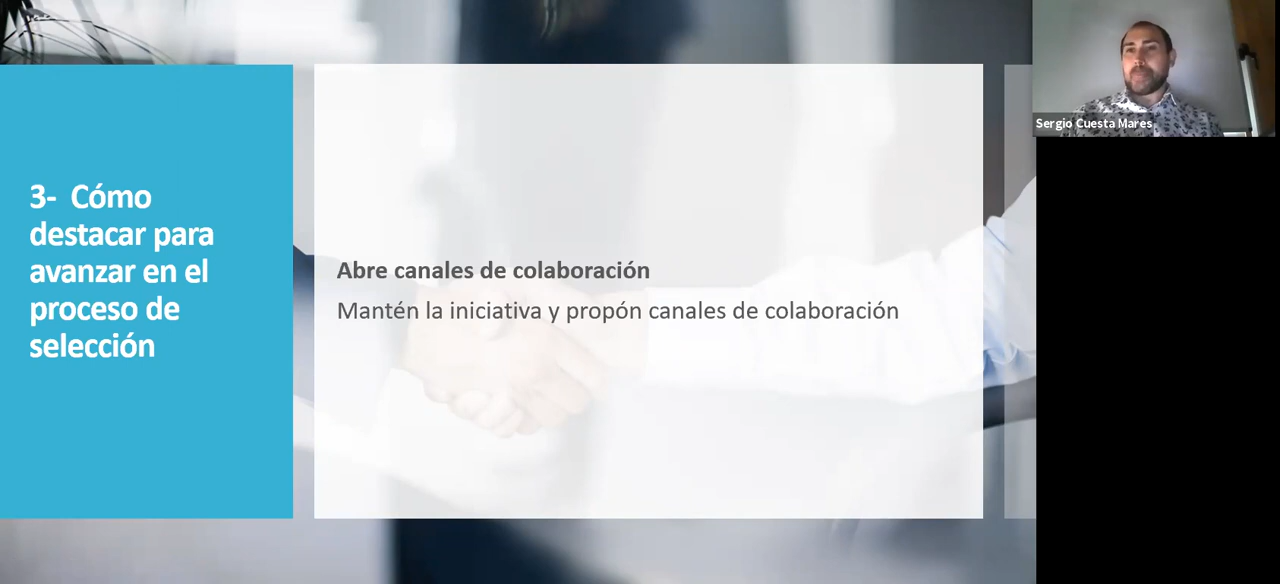 3- Cómo
destacar para
avanzar en el
proceso de
selección
Abre canales de colaboración
Mantén la iniciativa y propón canales de colaboración
Sergio Cuesta Mares